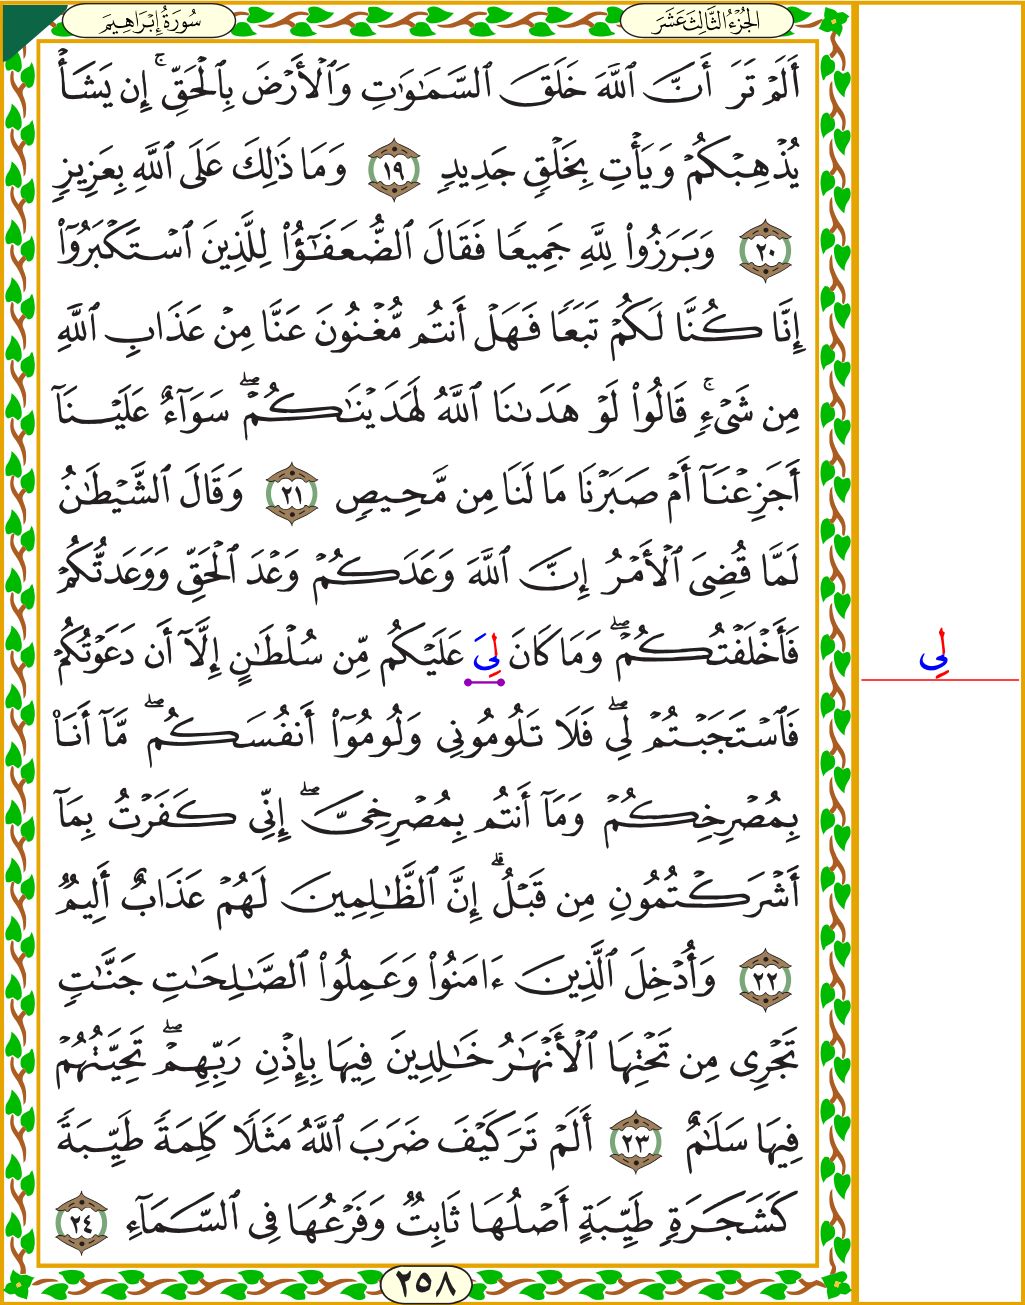 الجُزْءُ الثَّالِثَ عَشَرَ
سُورَةُ إِبْرَاهِيمَ
أَلَمْ تَرَ أَنَّ ٱللَّهَ خَلَقَ ٱلسَّمَٰوَٰتِ وَٱلْأَرْضَ بِٱلْحَقِّ ۚ إِن يَشَأْ
يُذْهِبْكُمْ وَيَأْتِ بِخَلْقٍ جَدِيدٍ ١٩ وَمَا ذَٰلِكَ عَلَى ٱللَّهِ بِعَزِيزٍ
٢٠ وَبَرَزُوا۟ لِلَّهِ جَمِيعًا فَقَالَ ٱلضُّعَفَـٰٓؤُا۟ لِلَّذِينَ ٱسْتَكْبَرُوٓا۟
إِنَّا كُنَّا لَكُمْ تَبَعًا فَهَلْ أَنتُم مُّغْنُونَ عَنَّا مِنْ عَذَابِ ٱللَّهِ
مِن شَىْءٍ ۚ قَالُوا۟ لَوْ هَدَىٰنَا ٱللَّهُ لَهَدَيْنَـٰكُمْ ۖ سَوَآءٌ عَلَيْنَآ
أَجَزِعْنَآ أَمْ صَبَرْنَا مَا لَنَا مِن مَّحِيصٍ ٢١ وَقَالَ ٱلشَّيْطَـٰنُ
لَمَّا قُضِىَ ٱلْأَمْرُ إِنَّ ٱللَّهَ وَعَدَكُمْ وَعْدَ ٱلْحَقِّ وَوَعَدتُّكُمْ
فَأَخْلَفْتُكُمْ ۖ وَمَا كَانَ لِىَ عَلَيْكُم مِّن سُلْطَـٰنٍ إِلَّآ أَن دَعَوْتُكُمْ
لِى
فَٱسْتَجَبْتُمْ لِى ۖ فَلَا تَلُومُونِى وَلُومُوٓا۟ أَنفُسَكُم ۖ مَّآ أَنَا۠
بِمُصْرِخِكُمْ وَمَآ أَنتُم بِمُصْرِخِىَّ ۖ إِنِّى كَفَرْتُ بِمَآ
أَشْرَكْتُمُونِ مِن قَبْلُ ۗ إِنَّ ٱلظَّـٰلِمِينَ لَهُمْ عَذَابٌ أَلِيمٌ
٢٢ وَأُدْخِلَ ٱلَّذِينَ ءَامَنُوا۟ وَعَمِلُوا۟ ٱلصَّـٰلِحَـٰتِ جَنَّـٰتٍ
تَجْرِى مِن تَحْتِهَا ٱلْأَنْهَـٰرُ خَـٰلِدِينَ فِيهَا بِإِذْنِ رَبِّهِمْ ۖ تَحِيَّتُهُمْ
فِيهَا سَلَـٰمٌ ٢٣ أَلَمْ تَرَ كَيْفَ ضَرَبَ ٱللَّهُ مَثَلًا كَلِمَةً طَيِّبَةً
كَشَجَرَةٍ طَيِّبَةٍ أَصْلُهَا ثَابِتٌ وَفَرْعُهَا فِى ٱلسَّمَآءِ ٢٤
٢٥٨